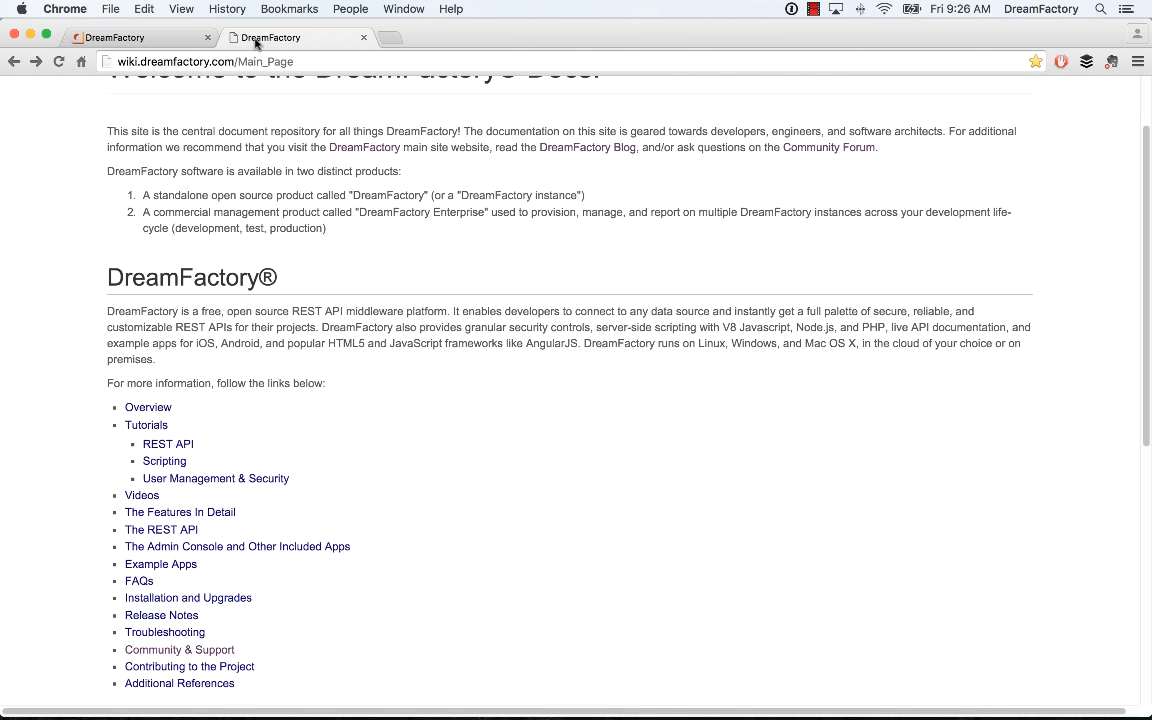 Chrome File Edit View History Bookmarks People Window Help Fri 9:26 AM DreamFactory
DreamFactory × DreamFactory ×
wiki.dreamfactory.com/Main_Page
Welcome to the DreamFactory® Docs!
This site is the central document repository for all things DreamFactory! The documentation on this site is geared towards developers, engineers, and software architects. For additional
information we recommend that you visit the DreamFactory main site website, read the DreamFactory Blog, and/or ask questions on the Community Forum.
DreamFactory software is available in two distinct products:
1. A standalone open source product called "DreamFactory" (or a "DreamFactory instance")
2. A commercial management product called "DreamFactory Enterprise" used to provision, manage, and report on multiple DreamFactory instances across your development life-
cycle (development, test, production)
DreamFactory®
DreamFactory is a free, open source REST API middleware platform. It enables developers to connect to any data source and instantly get a full palette of secure, reliable, and
customizable REST APIs for their projects. DreamFactory also provides granular security controls, server-side scripting with V8 Javascript, Node.js, and PHP, live API documentation, and
example apps for iOS, Android, and popular HTML5 and JavaScript frameworks like AngularJS. DreamFactory runs on Linux, Windows, and Mac OS X, in the cloud of your choice or on
premises.
For more information, follow the links below:
Overview
Tutorials
REST API
Scripting
User Management & Security
Videos
The Features In Detail
The REST API
The Admin Console and Other Included Apps
Example Apps
FAQs
Installation and Upgrades
Release Notes
Troubleshooting
Community & Support
Contributing to the Project
Additional References